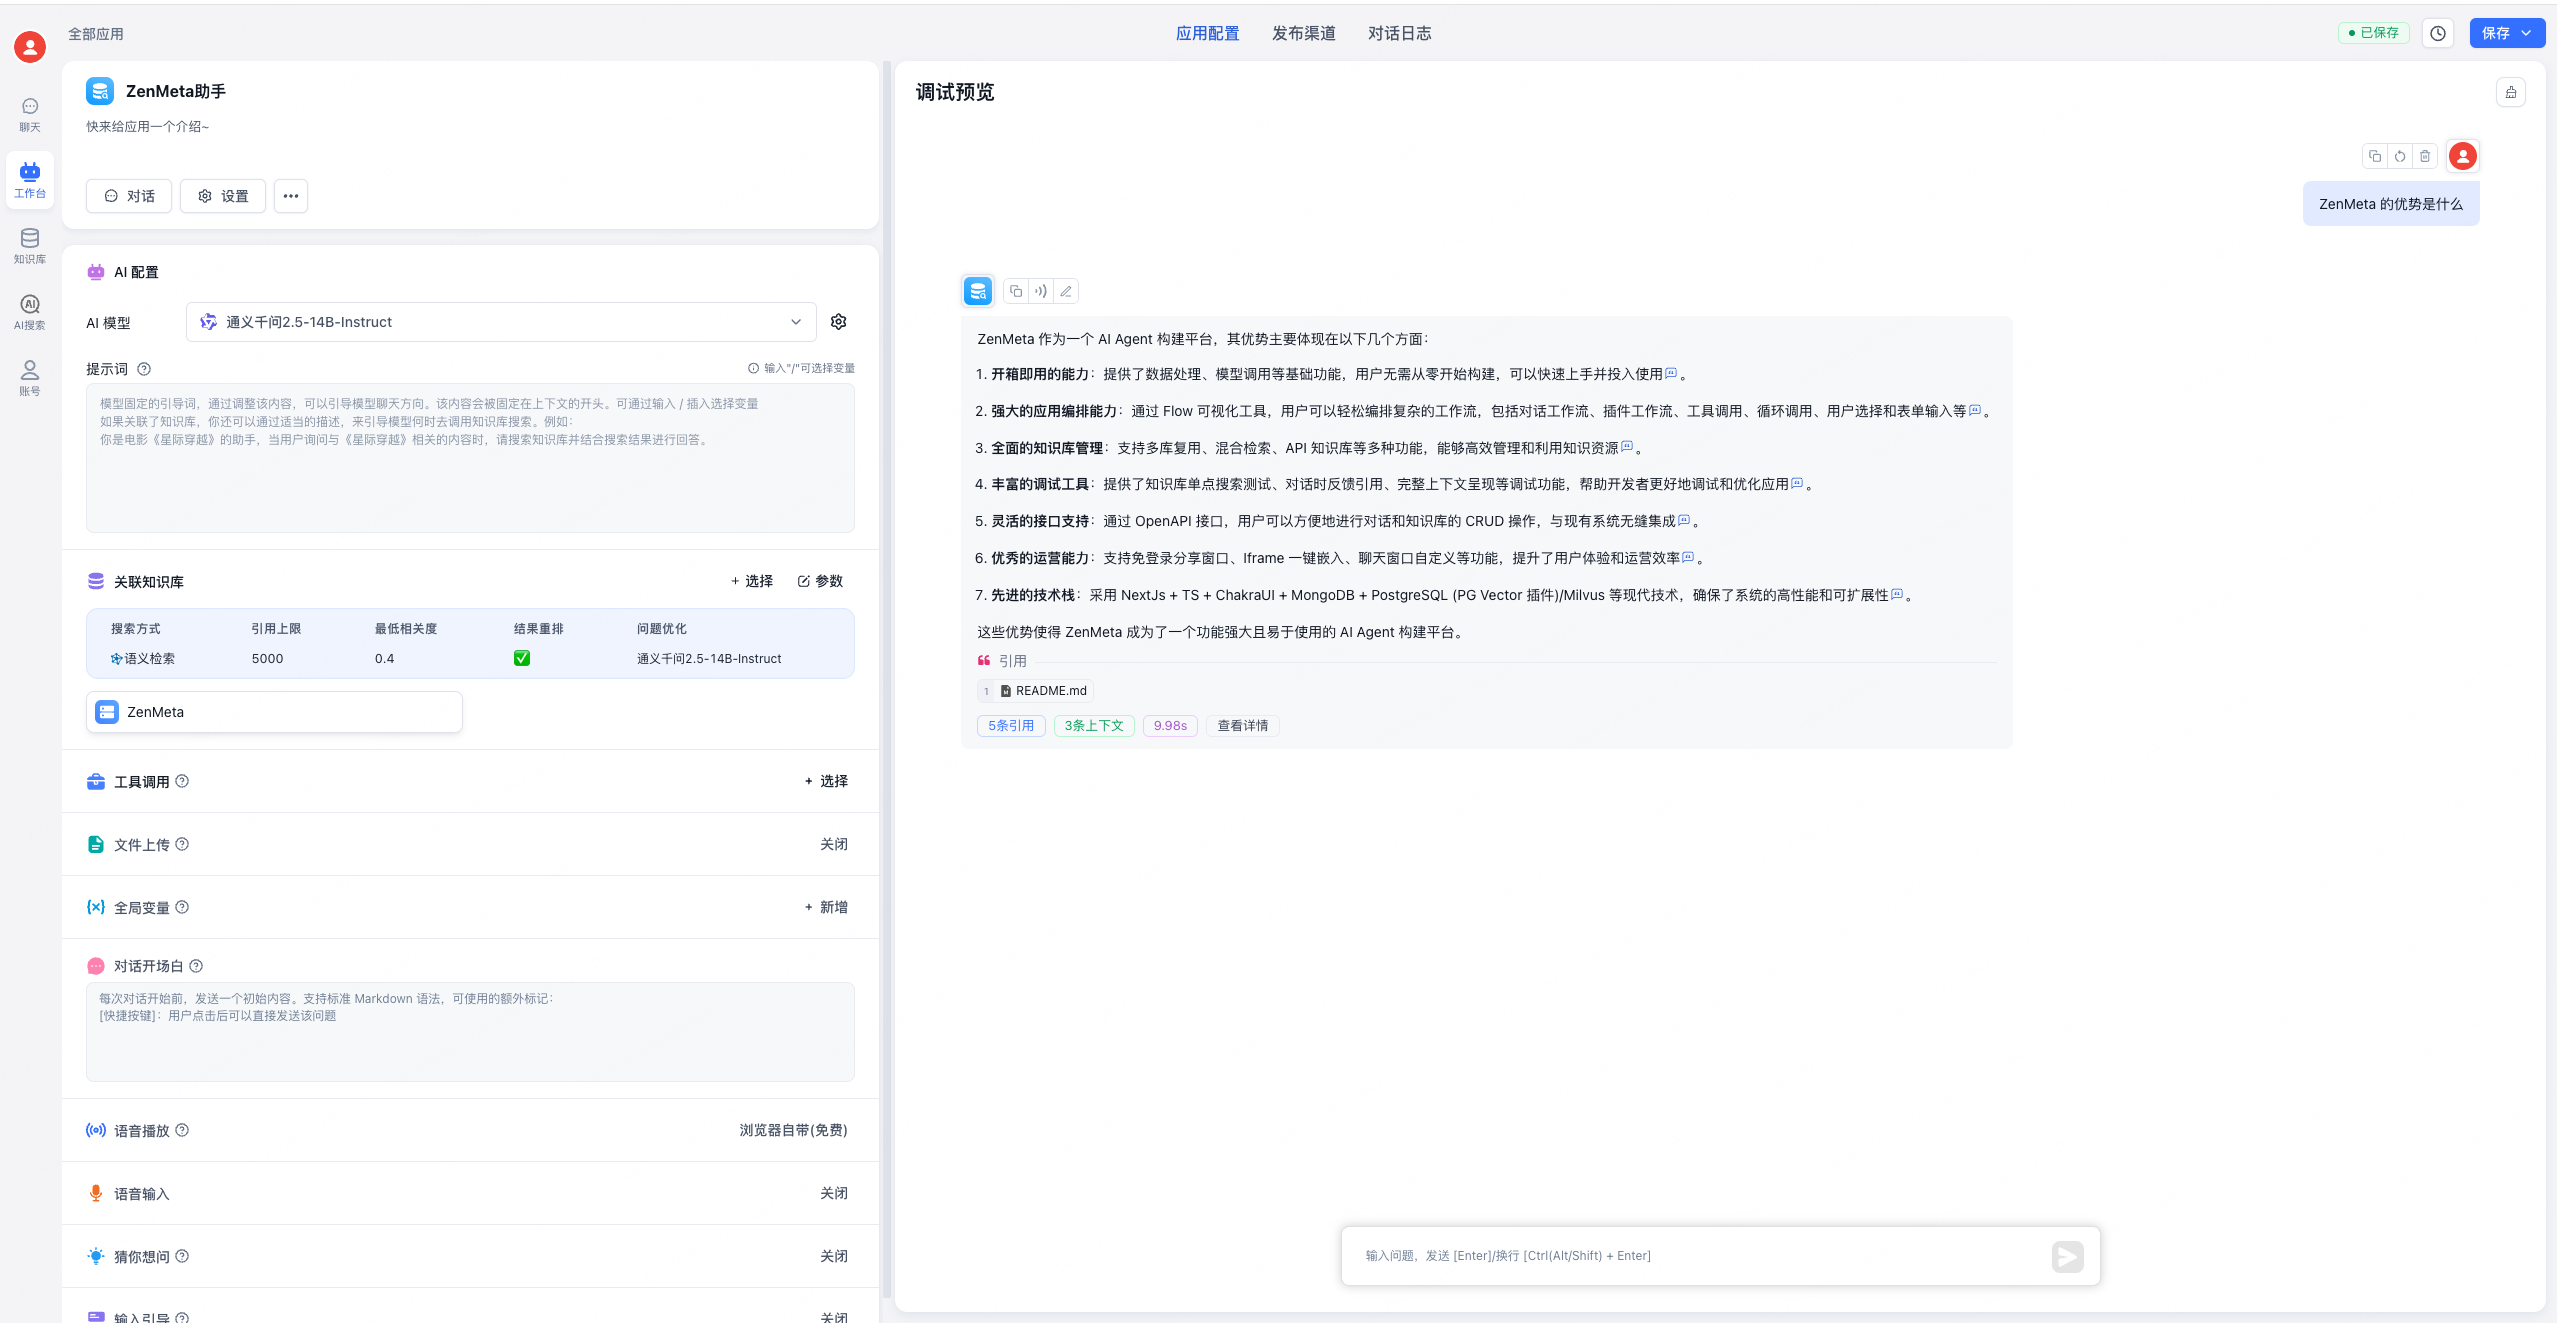 全部应用
应用配置
发布渠道
对话日志
已保存
保存
聊天
工作台
知识库
AI搜索
账号
ZenMeta助手
快来给应用一个介绍~
对话
设置
AI 配置
AI 模型
通义千问2.5-14B-Instruct
提示词
输入"/"可选择变量
模型固定的引导词，通过调整该内容，可以引导模型聊天方向。该内容会被固定在上下文的开头。可通过输入 / 插入选择变量
如果关联了知识库，你还可以通过适当的描述，来引导模型何时去调用知识库搜索。例如：
你是电影《星际穿越》的助手，当用户询问与《星际穿越》相关的内容时，请搜索知识库并结合搜索结果进行回答。
关联知识库
+ 选择
参数
搜索方式 引用上限 最低相关度 结果重排 问题优化
语义检索 5000 0.4 ✅ 通义千问2.5-14B-Instruct
ZenMeta
工具调用
+ 选择
文件上传
关闭
全局变量
+ 新增
对话开场白
每次对话开始前，发送一个初始内容。支持标准 Markdown 语法，可使用的额外标记：
[快捷按键]：用户点击后可以直接发送该问题
语音播放
浏览器自带(免费)
语音输入
关闭
猜你想问
关闭
输入引导
关闭
调试预览
ZenMeta 的优势是什么
ZenMeta 作为一个 AI Agent 构建平台，其优势主要体现在以下几个方面：
1. 开箱即用的能力：提供了数据处理、模型调用等基础功能，用户无需从零开始构建，可以快速上手并投入使用。
2. 强大的应用编排能力：通过 Flow 可视化工具，用户可以轻松编排复杂的工作流，包括对话工作流、插件工作流、工具调用、循环调用、用户选择和表单输入等。
3. 全面的知识库管理：支持多库复用、混合检索、API 知识库等多种功能，能够高效管理和利用知识资源。
4. 丰富的调试工具：提供了知识库单点搜索测试、对话时反馈引用、完整上下文呈现等调试功能，帮助开发者更好地调试和优化应用。
5. 灵活的接口支持：通过 OpenAPI 接口，用户可以方便地进行对话和知识库的 CRUD 操作，与现有系统无缝集成。
6. 优秀的运营能力：支持免登录分享窗口、Iframe 一键嵌入、聊天窗口自定义等功能，提升了用户体验和运营效率。
7. 先进的技术栈：采用 NextJs + TS + ChakraUI + MongoDB + PostgreSQL (PG Vector 插件)/Milvus 等现代技术，确保了系统的高性能和可扩展性。
这些优势使得 ZenMeta 成为了一个功能强大且易于使用的 AI Agent 构建平台。
引用
1 README.md
5条引用
3条上下文
9.98s
查看详情
输入问题，发送 [Enter]/换行 [Ctrl(Alt/Shift) + Enter]